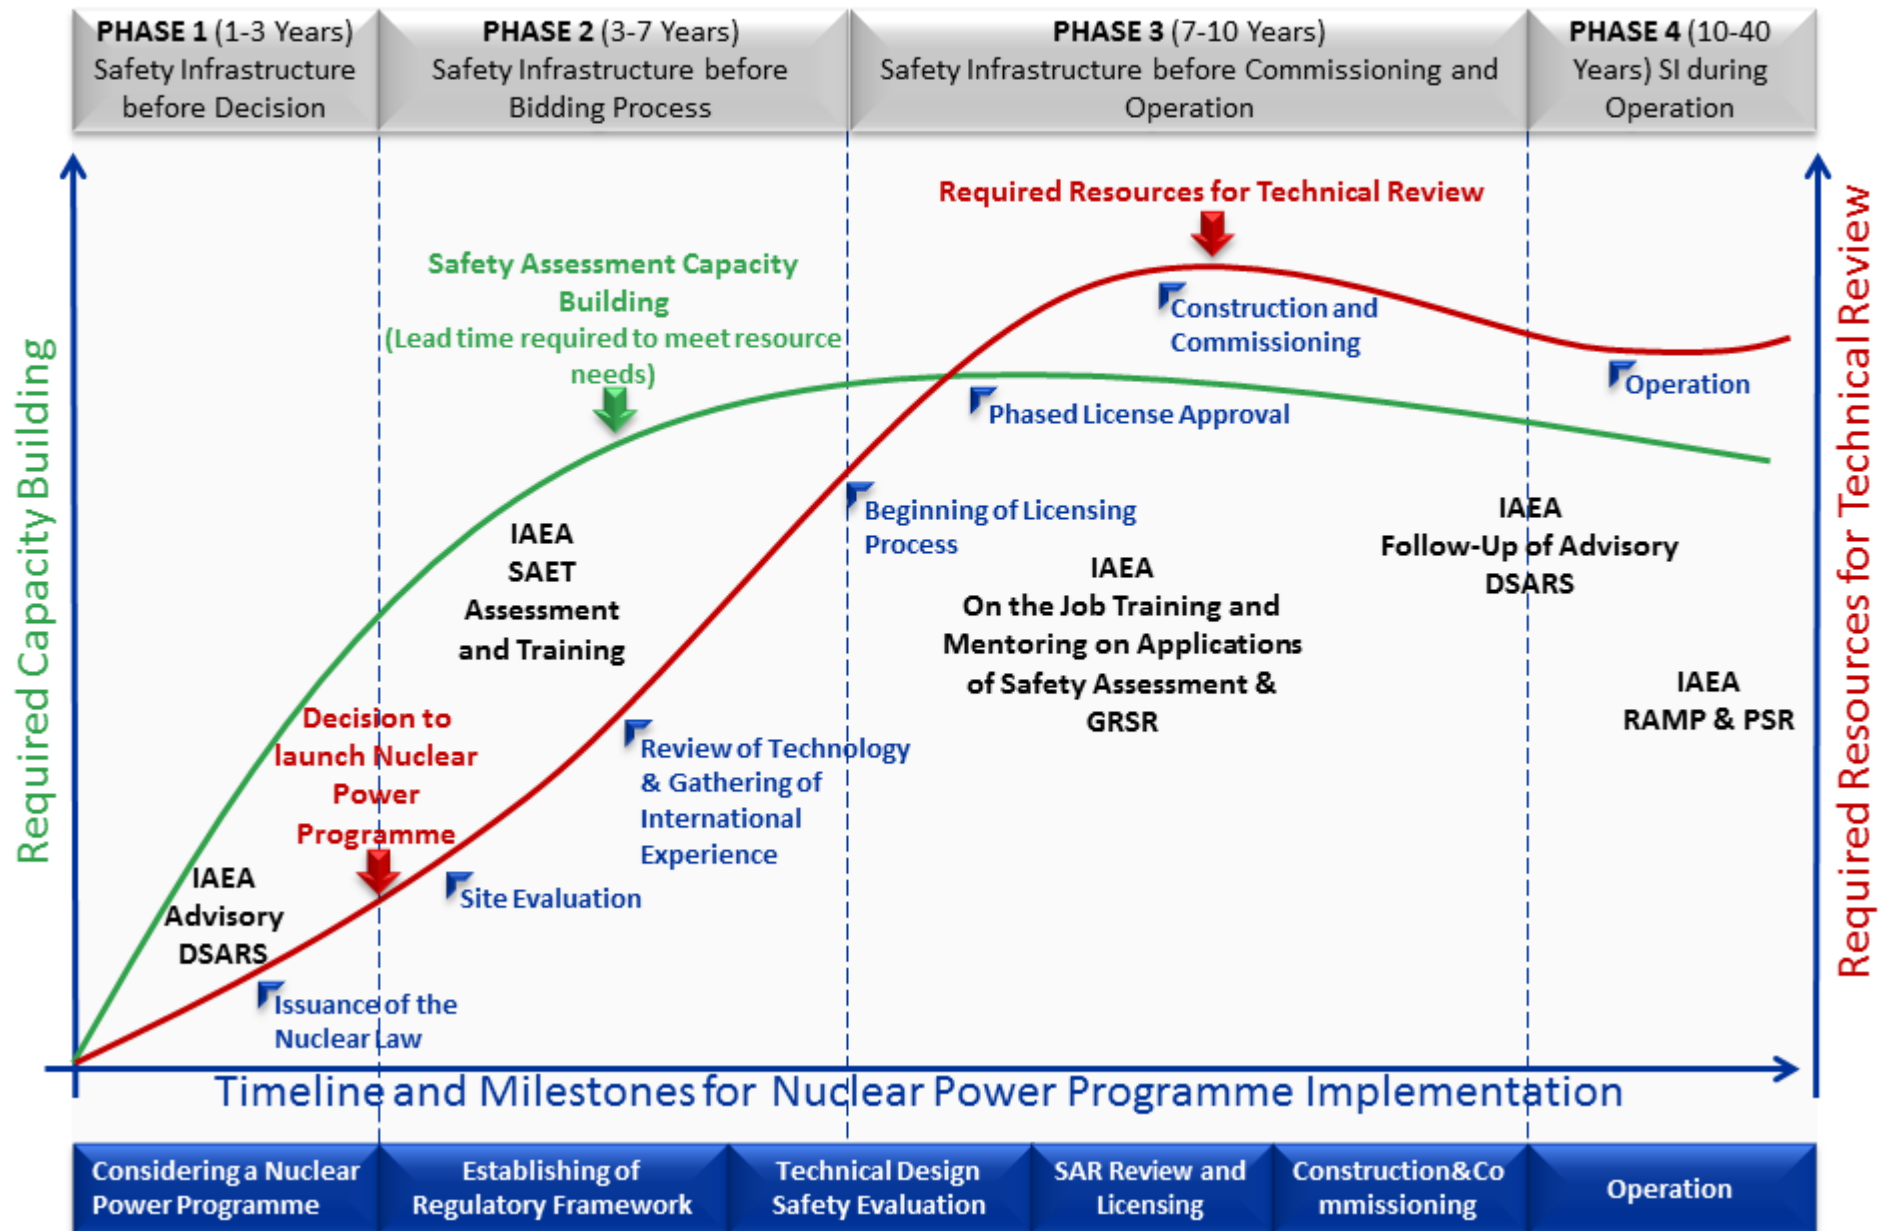 PHASE 1 (1-3 Years)
Safety Infrastructure
before Decision
PHASE 2 (3-7 Years)
Safety Infrastructure before
Bidding Process
PHASE 3 (7-10 Years)
Safety Infrastructure before Commissioning and
Operation
PHASE 4 (10-40
Years) SI during
Operation
Required Capacity Building
Required Resources for Technical Review
Required Resources for Technical Review
Safety Assessment Capacity
Building
(Lead time required to meet resource
needs)
Construction and
Commissioning
Operation
Phased License Approval
Beginning of Licensing
Process
IAEA
SAET
Assessment
and Training
IAEA
On the Job Training and
Mentoring on Applications
of Safety Assessment &
GRSR
IAEA
Follow-Up of Advisory
DSARS
IAEA
RAMP & PSR
Decision to
launch Nuclear
Power
Programme
Review of Technology
& Gathering of
International
Experience
Site Evaluation
IAEA
Advisory
DSARS
Issuance of the
Nuclear Law
Timeline and Milestones for Nuclear Power Programme Implementation
Considering a Nuclear
Power Programme
Establishing of
Regulatory Framework
Technical Design
Safety Evaluation
SAR Review and
Licensing
Construction&Co
mmissioning
Operation